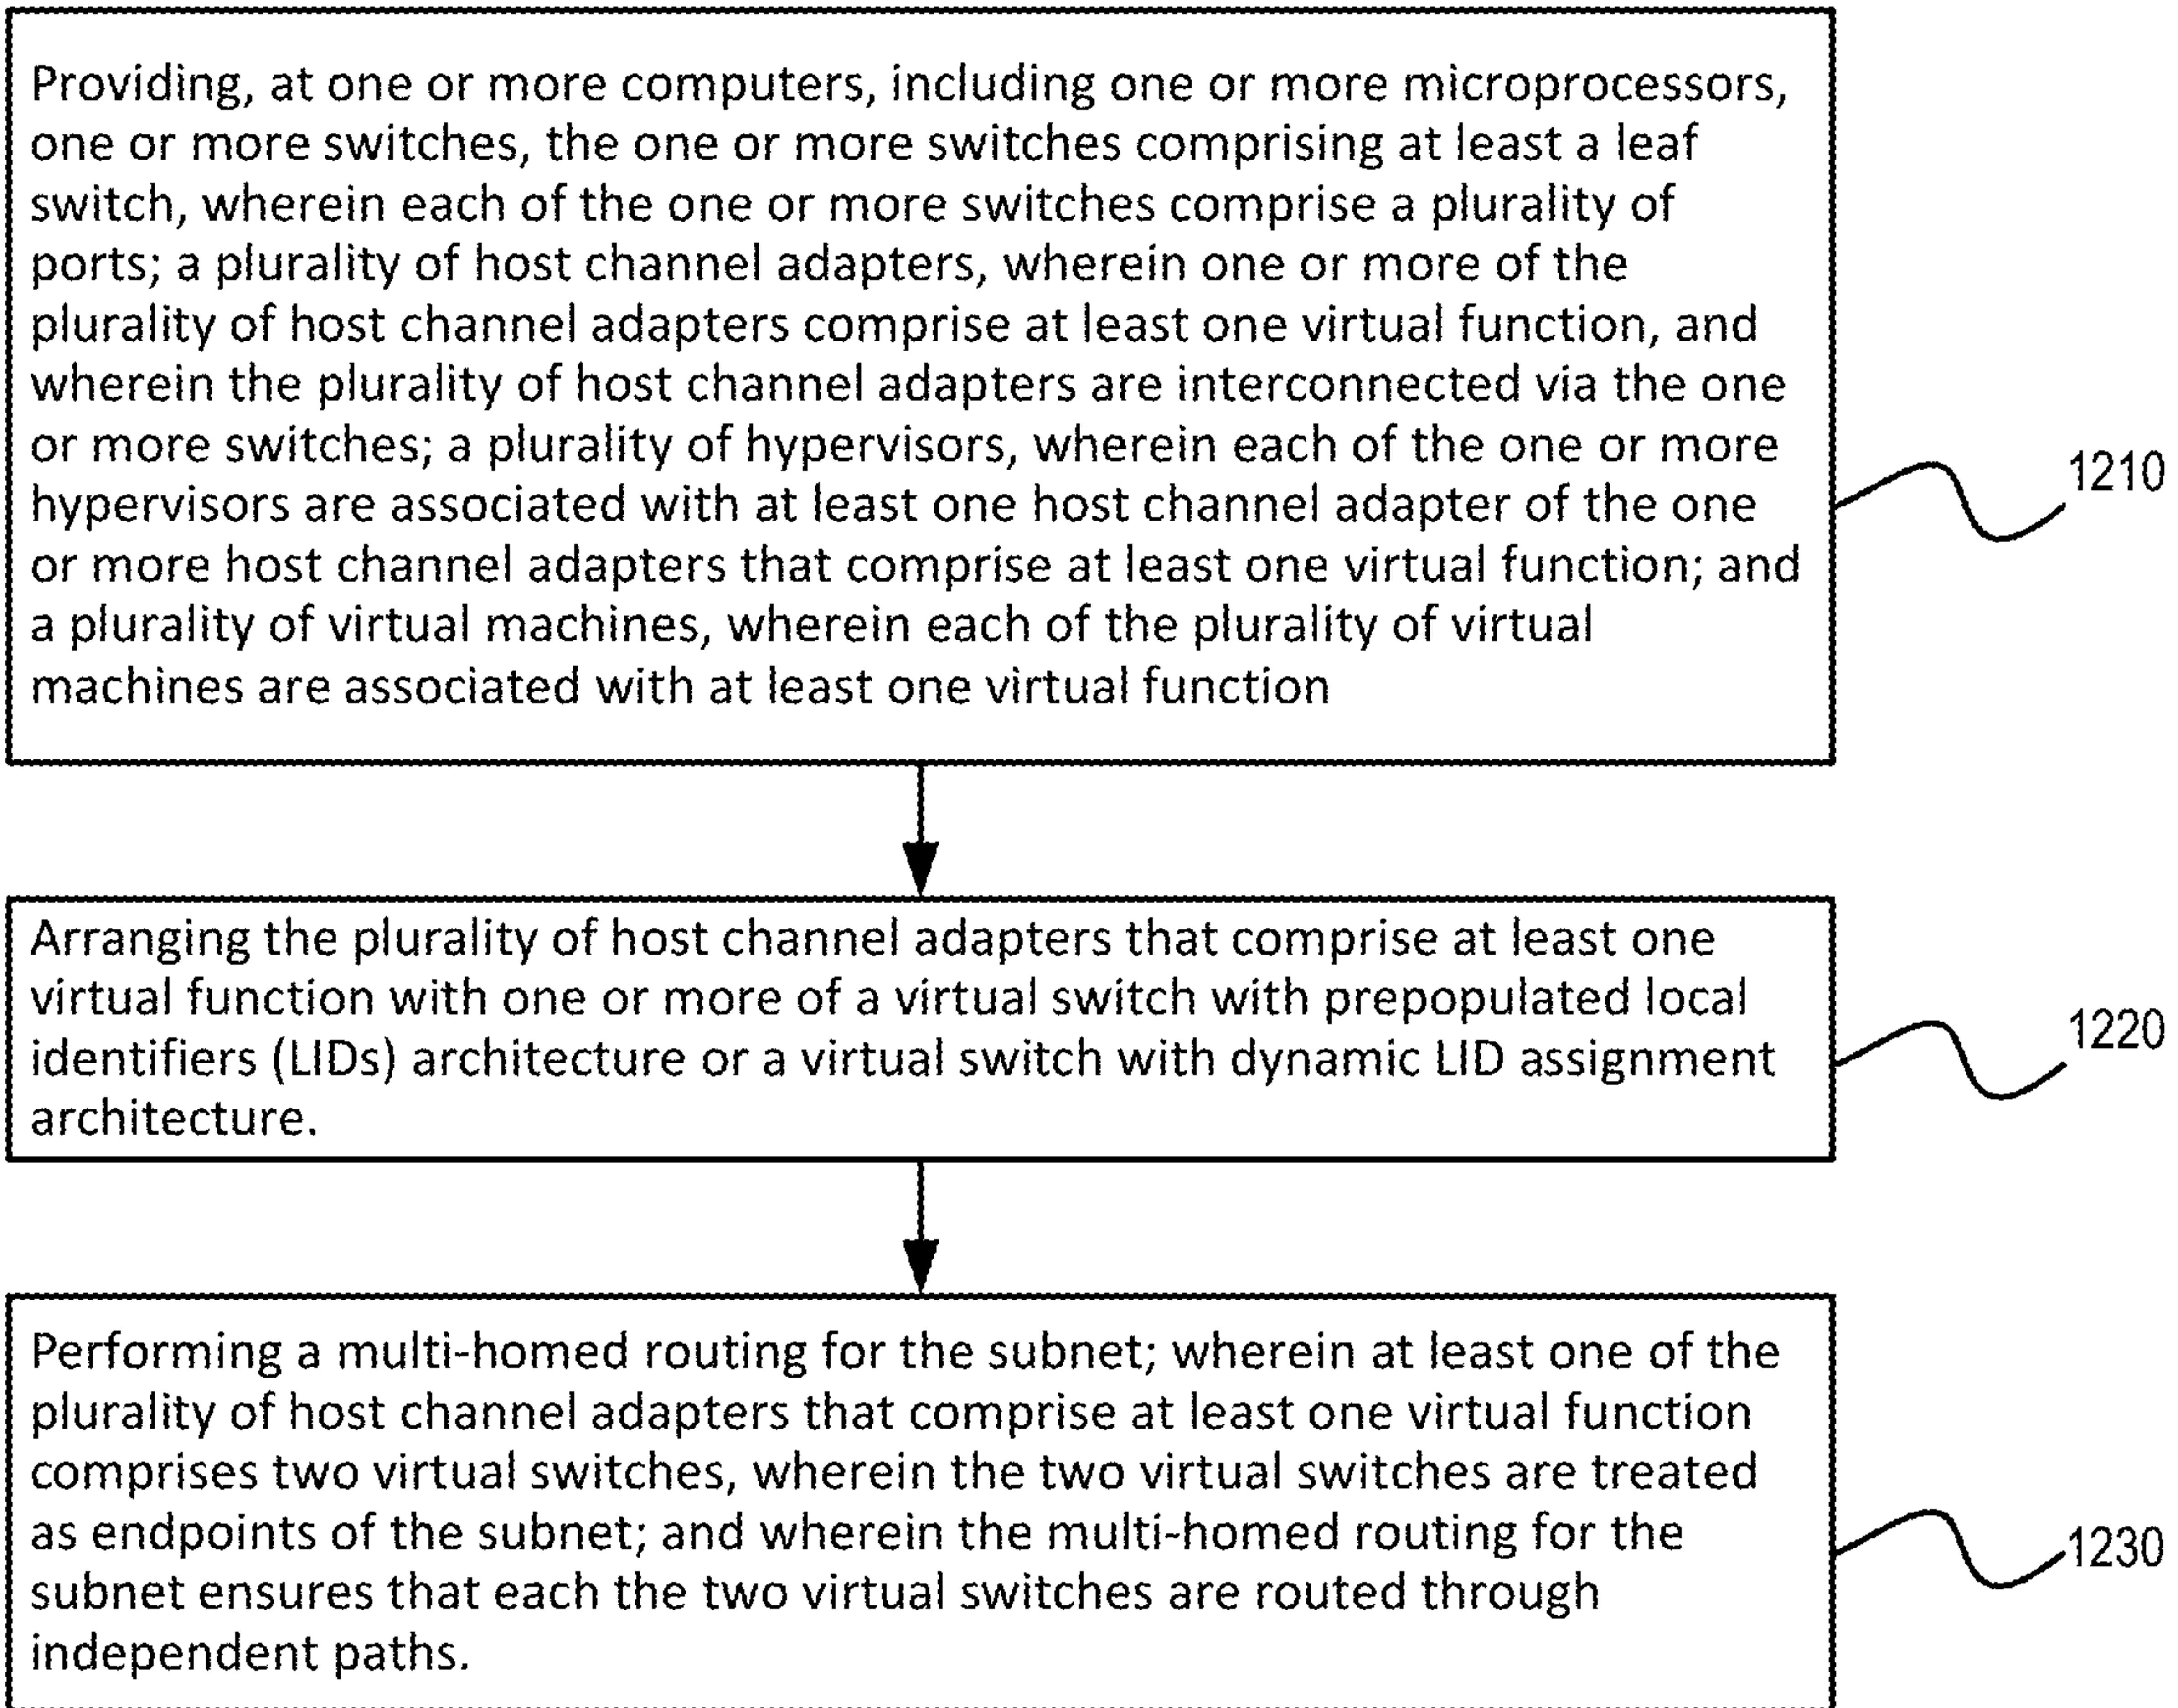 Providing, at one or more computers, including one or more microprocessors,
one or more switches, the one or more switches comprising at least a leaf
switch, wherein each of the one or more switches comprise a plurality of
ports; a plurality of host channel adapters, wherein one or more of the
plurality of host channel adapters comprise at least one virtual function, and
wherein the plurality of host channel adapters are interconnected via the one
or more switches; a plurality of hypervisors, wherein each of the one or more
hypervisors are associated with at least one host channel adapter of the one
or more host channel adapters that comprise at least one virtual function; and
a plurality of virtual machines, wherein each of the plurality of virtual
machines are associated with at least one virtual function
1210
Arranging the plurality of host channel adapters that comprise at least one
virtual function with one or more of a virtual switch with prepopulated local
identifiers (LIDs) architecture or a virtual switch with dynamic LID assignment
architecture.
1220
Performing a multi-homed routing for the subnet; wherein at least one of the
plurality of host channel adapters that comprise at least one virtual function
comprises two virtual switches, wherein the two virtual switches are treated
as endpoints of the subnet; and wherein the multi-homed routing for the
subnet ensures that each the two virtual switches are routed through
independent paths.
1230